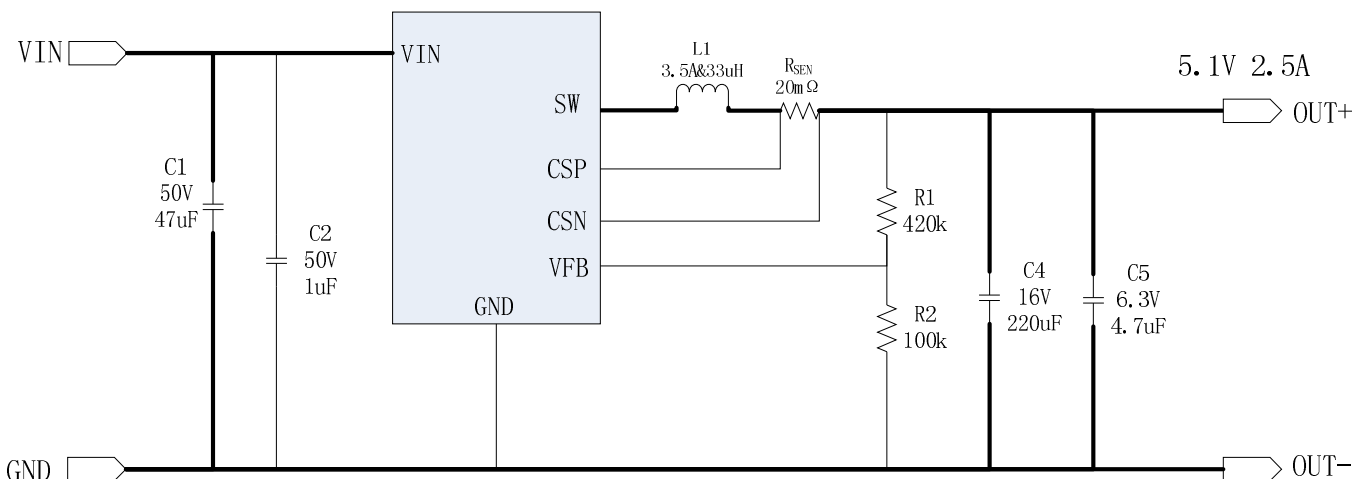 VIN
VIN
SW
CSP
CSN
VFB
GND
L1
3.5A&33uH
RSEN
20mΩ
5.1V 2.5A
OUT+
C1
50V
47uF
C2
50V
1uF
R1
420k
R2
100k
C4
16V
220uF
C5
6.3V
4.7uF
GND
OUT-